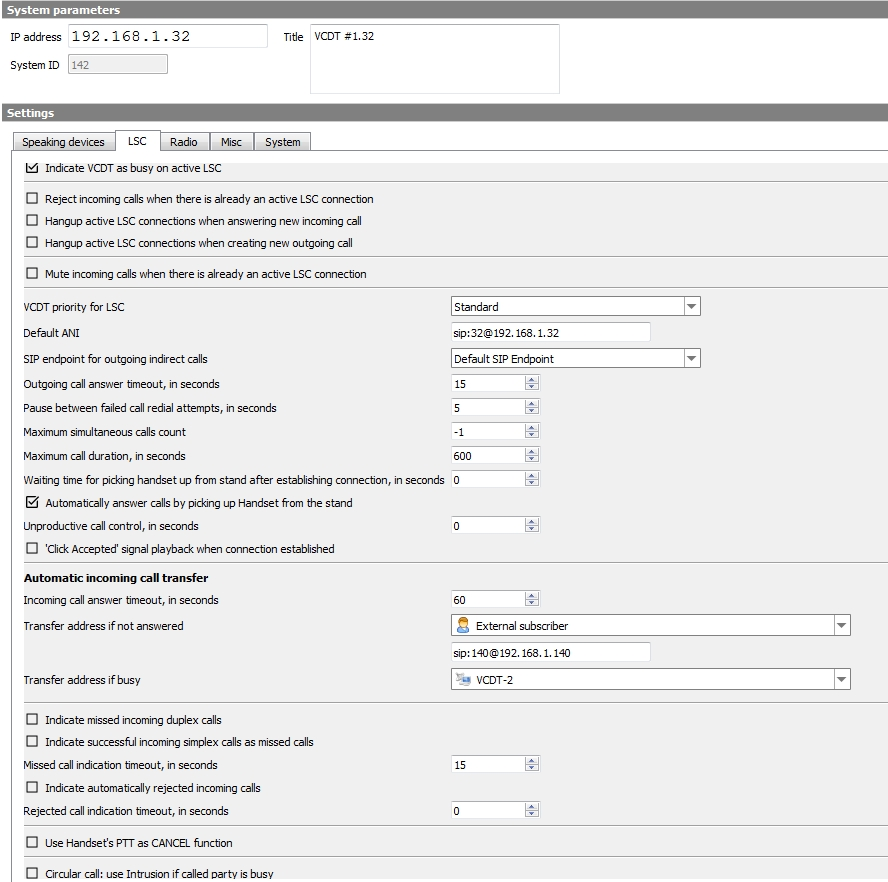 System parameters
IP address 192.168.1.32 Title VCDT #1.32
System ID 142
Settings
Speaking devices LSC Radio Misc System
Indicate VCDT as busy on active LSC
Reject incoming calls when there is already an active LSC connection
Hangup active LSC connections when answering new incoming call
Hangup active LSC connections when creating new outgoing call
Mute incoming calls when there is already an active LSC connection
VCDT priority for LSC Standard
Default ANI sip:32@192.168.1.32
SIP endpoint for outgoing indirect calls Default SIP Endpoint
Outgoing call answer timeout, in seconds 15
Pause between failed call redial attempts, in seconds 5
Maximum simultaneous calls count -1
Maximum call duration, in seconds 600
Waiting time for picking handset up from stand after establishing connection, in seconds 0
Automatically answer calls by picking up Handset from the stand
Unproductive call control, in seconds 0
'Click Accepted' signal playback when connection established
Automatic incoming call transfer
Incoming call answer timeout, in seconds 60
Transfer address if not answered External subscriber
sip:140@192.168.1.140
Transfer address if busy VCDT-2
Indicate missed incoming duplex calls
Indicate successful incoming simplex calls as missed calls
Missed call indication timeout, in seconds 15
Indicate automatically rejected incoming calls
Rejected call indication timeout, in seconds 0
Use Handset's PTT as CANCEL function
Circular call: use Intrusion if called party is busy